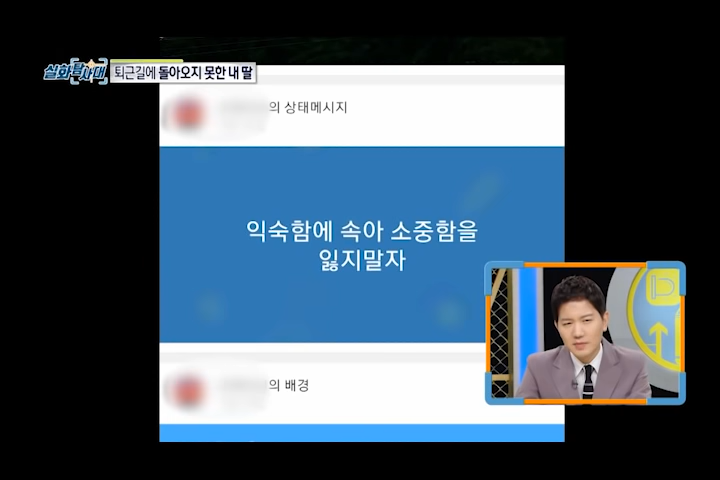 실화탐사대
퇴근길에 돌아오지 못한 내 딸
의 상태메시지
익숙함에 속아 소중함을
잃지말자
의 배경